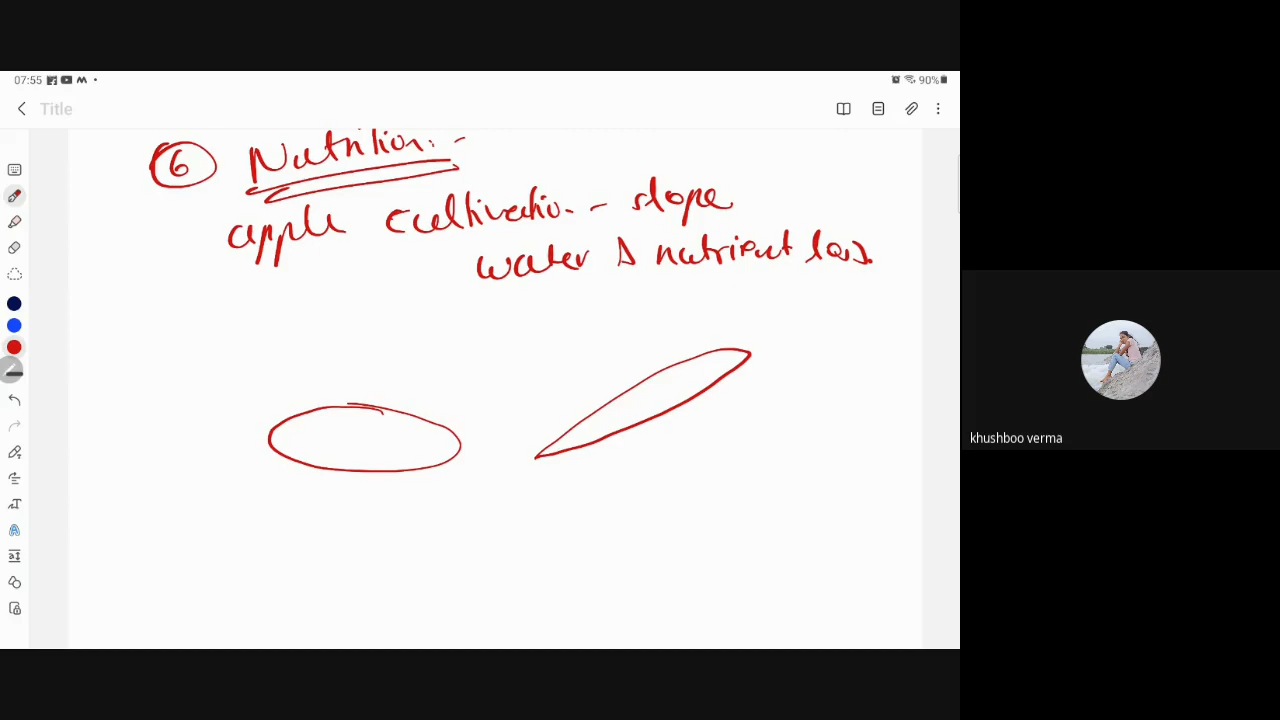 07:55
90%
Title
6 Nutrition:-
apple cultivation - slope
water & nutrient loss.
khushboo verma